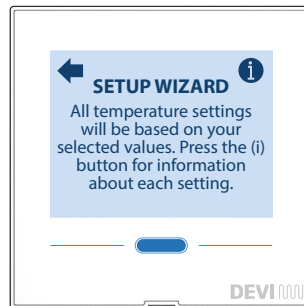 SETUP WIZARD
All temperature settings
will be based on your
selected values. Press the (i)
button for information
about each setting.
DEVI